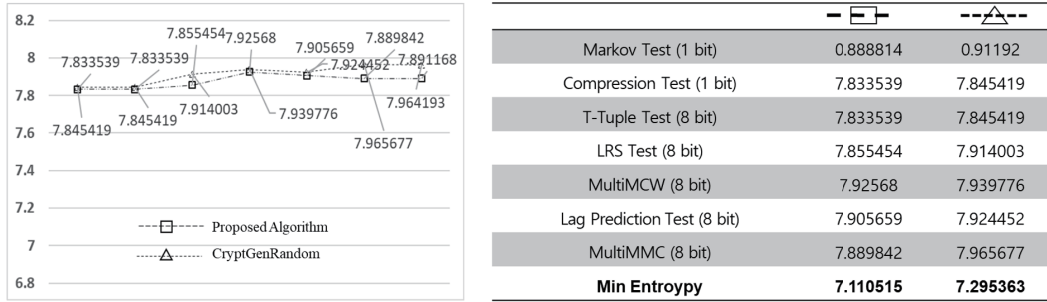 8.2
8
7.8
7.6
7.4
7.2
7
6.8
7.833539
7.833539
7.855454
7.92568
7.905659
7.889842
7.891168
7.845419
7.845419
7.914003
7.939776
7.924452
7.965677
7.964193
Proposed Algorithm
CryptGenRandom
Markov Test (1 bit) 0.888814 0.91192
Compression Test (1 bit) 7.833539 7.845419
T-Tuple Test (8 bit) 7.833539 7.845419
LRS Test (8 bit) 7.855454 7.914003
MultiMCW (8 bit) 7.92568 7.939776
Lag Prediction Test (8 bit) 7.905659 7.924452
MultiMMC (8 bit) 7.889842 7.965677
Min Entroypy 7.110515 7.295363